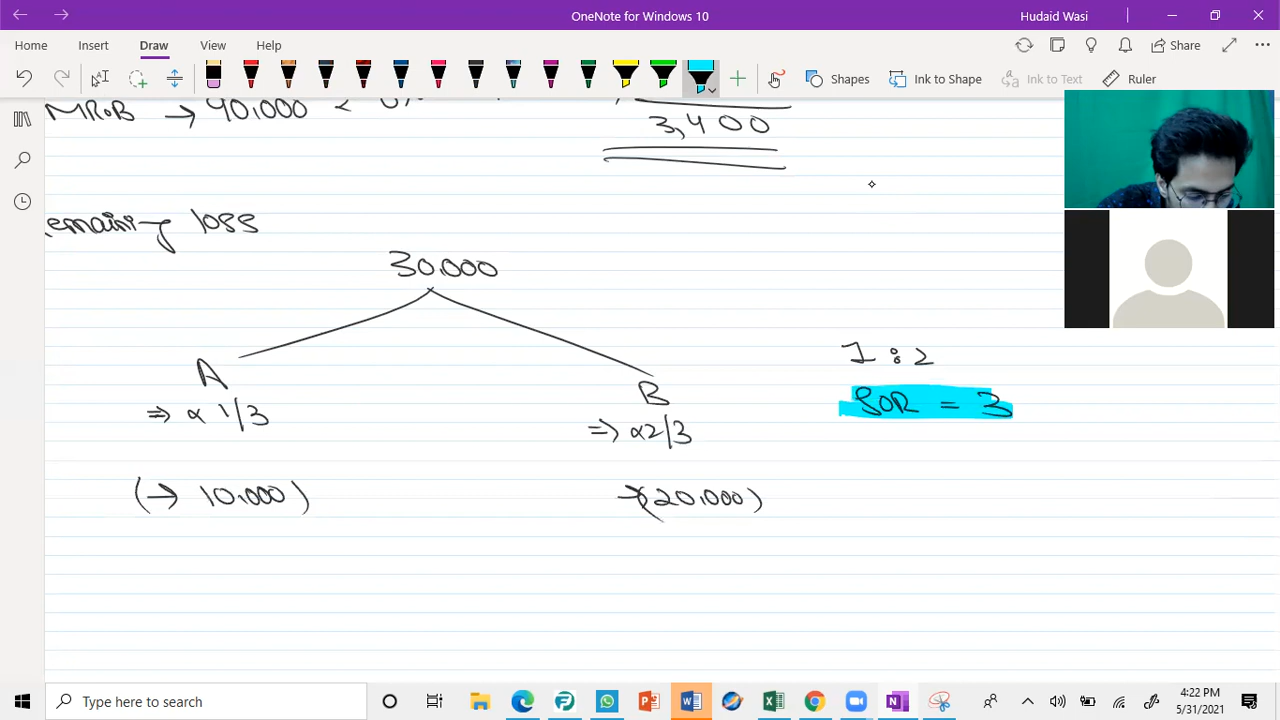 OneNote for Windows 10
Hudaid Wasi
Home Insert Draw View Help
Share
Shapes Ink to Shape Ink to Text Ruler
MR.B → 90,000
3,400
emaining loss
30,000
A
⇒ × 1/3
B
⇒ ×2/3
1 : 2
SOR = 3
(→ 10,000)
→(20,000)
Type here to search
4:22 PM
5/31/2021